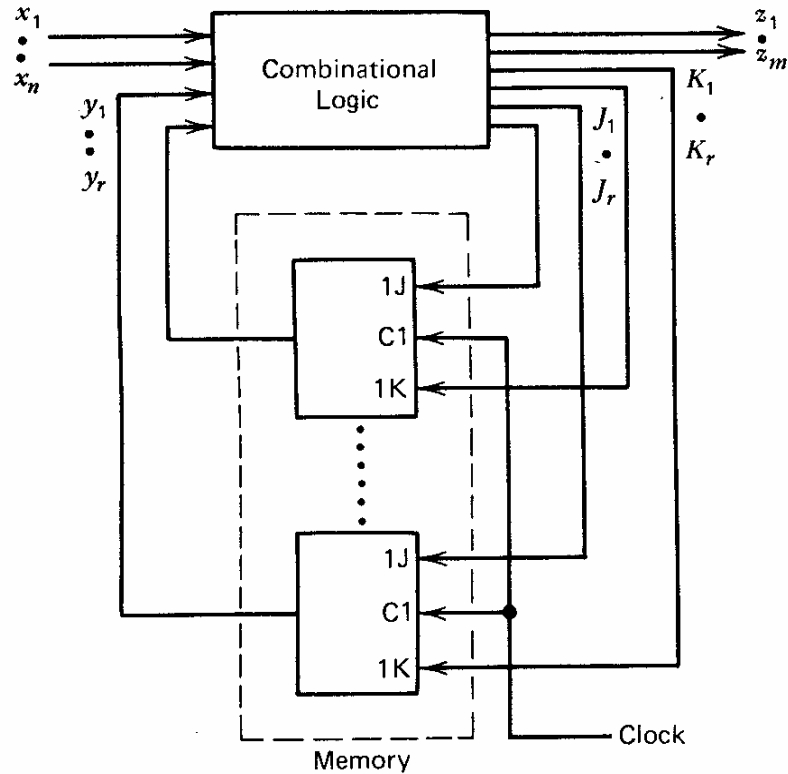 x1
xn
y1
yr
Combinational
Logic
z1
zm
K1
Kr
J1
Jr
1J
C1
1K
1J
C1
1K
Clock
Memory